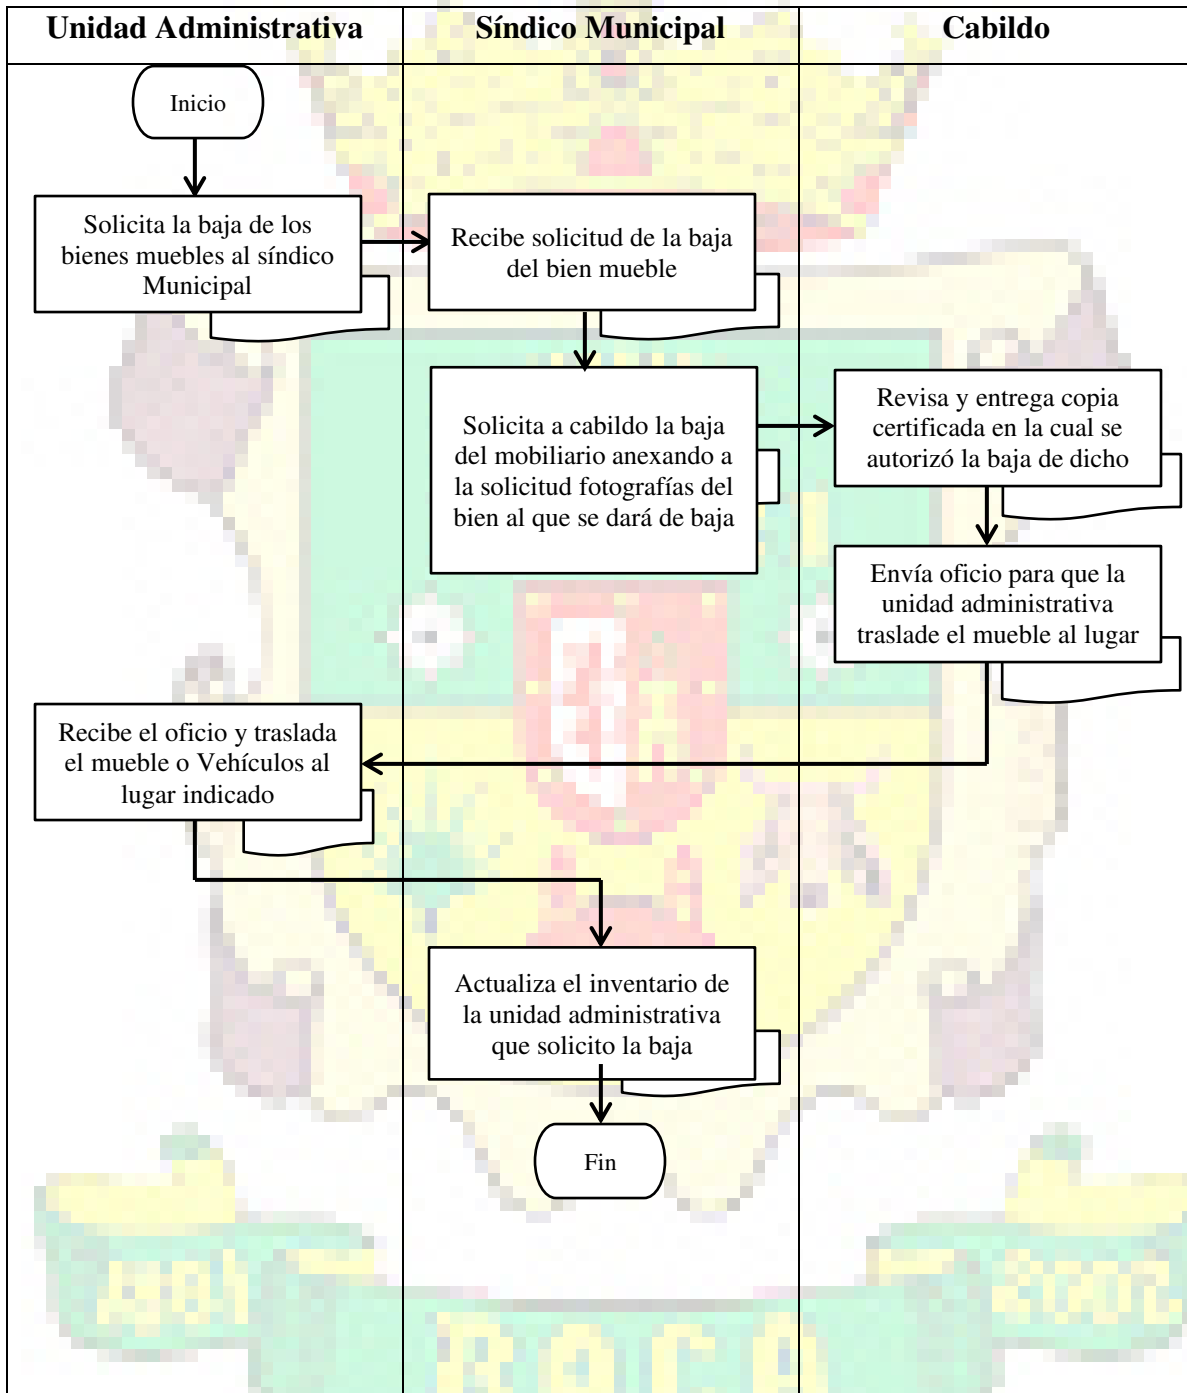 Unidad Administrativa
Síndico Municipal
Cabildo
Inicio
Solicita la baja de los
bienes muebles al síndico
Municipal
Recibe solicitud de la baja
del bien mueble
Solicita a cabildo la baja
del mobiliario anexando a
la solicitud fotografías del
bien al que se dará de baja
Revisa y entrega copia
certificada en la cual se
autorizó la baja de dicho
Envía oficio para que la
unidad administrativa
traslade el mueble al lugar
Recibe el oficio y traslada
el mueble o Vehículos al
lugar indicado
Actualiza el inventario de
la unidad administrativa
que solicito la baja
Fin